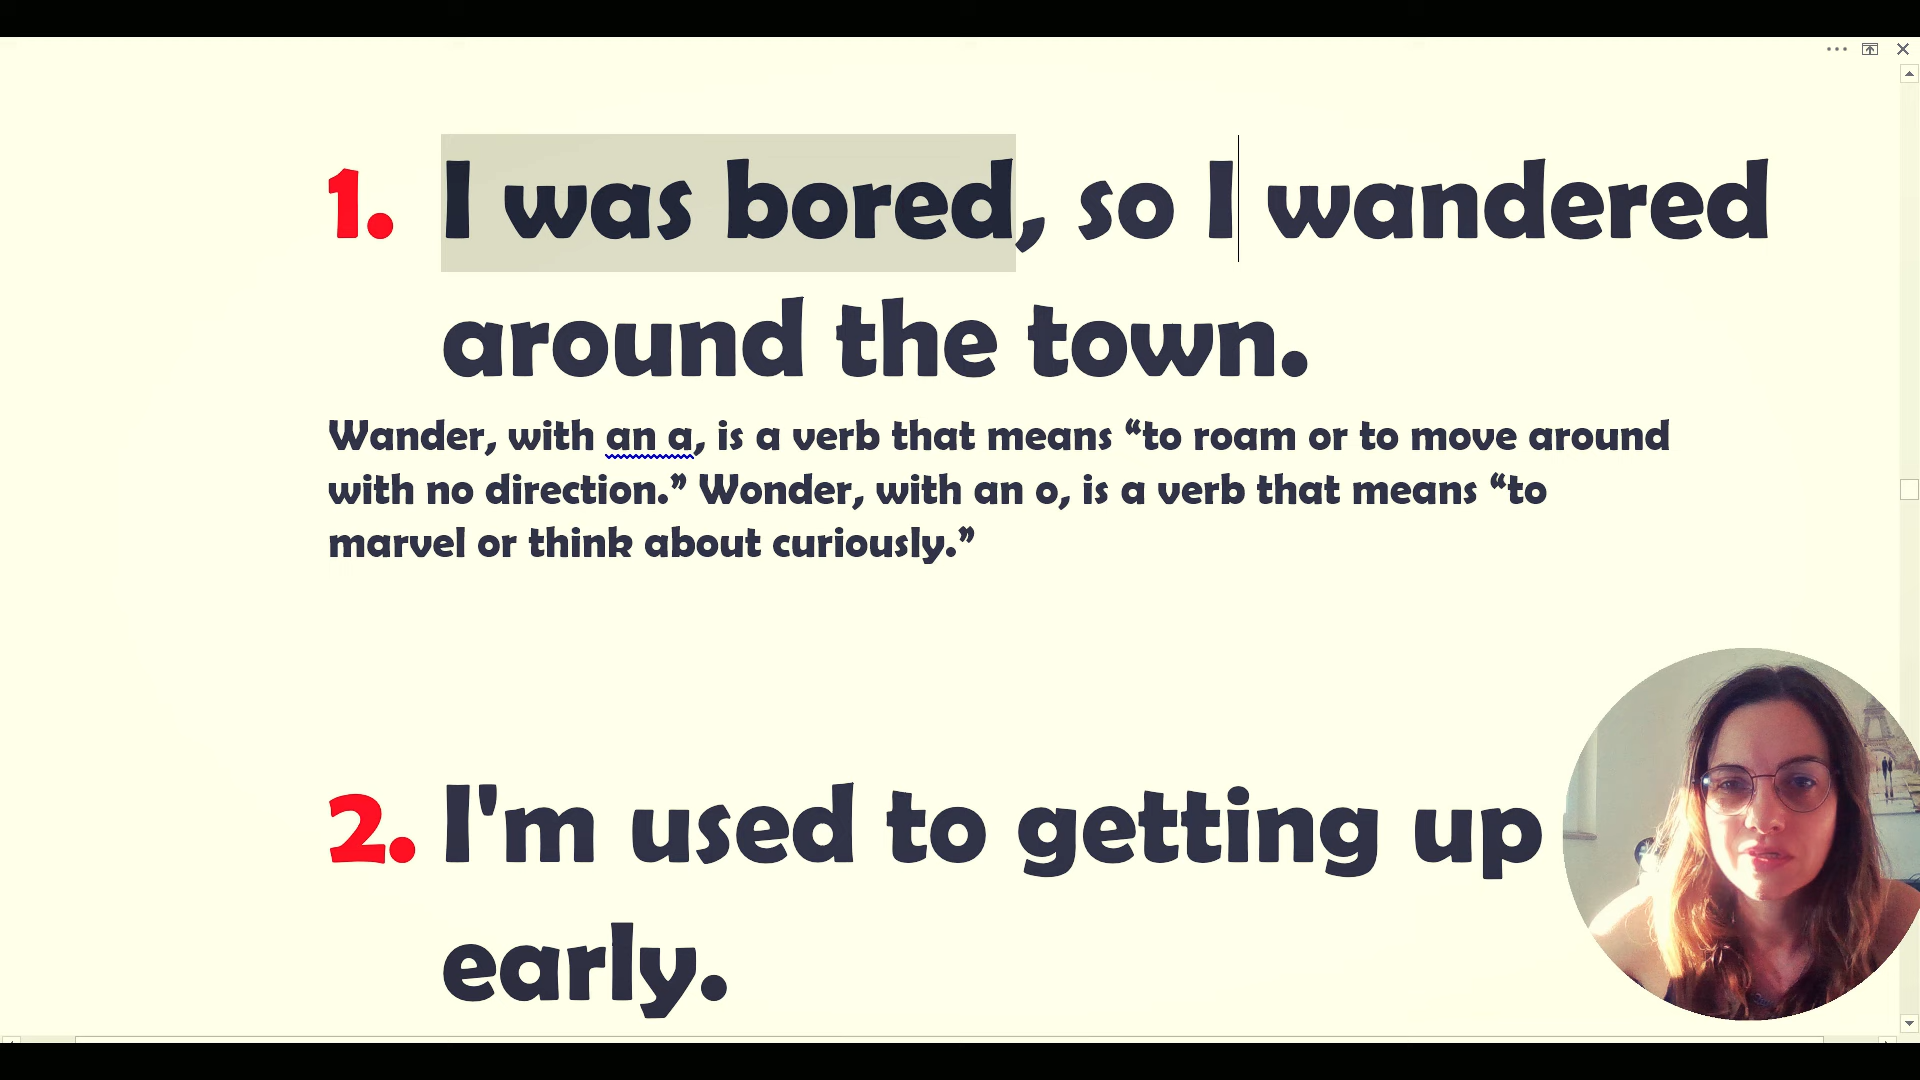 1. I was bored, so I wandered
around the town.
Wander, with an a, is a verb that means “to roam or to move around
with no direction.” Wonder, with an o, is a verb that means “to
marvel or think about curiously.”
2. I'm used to getting up
early.